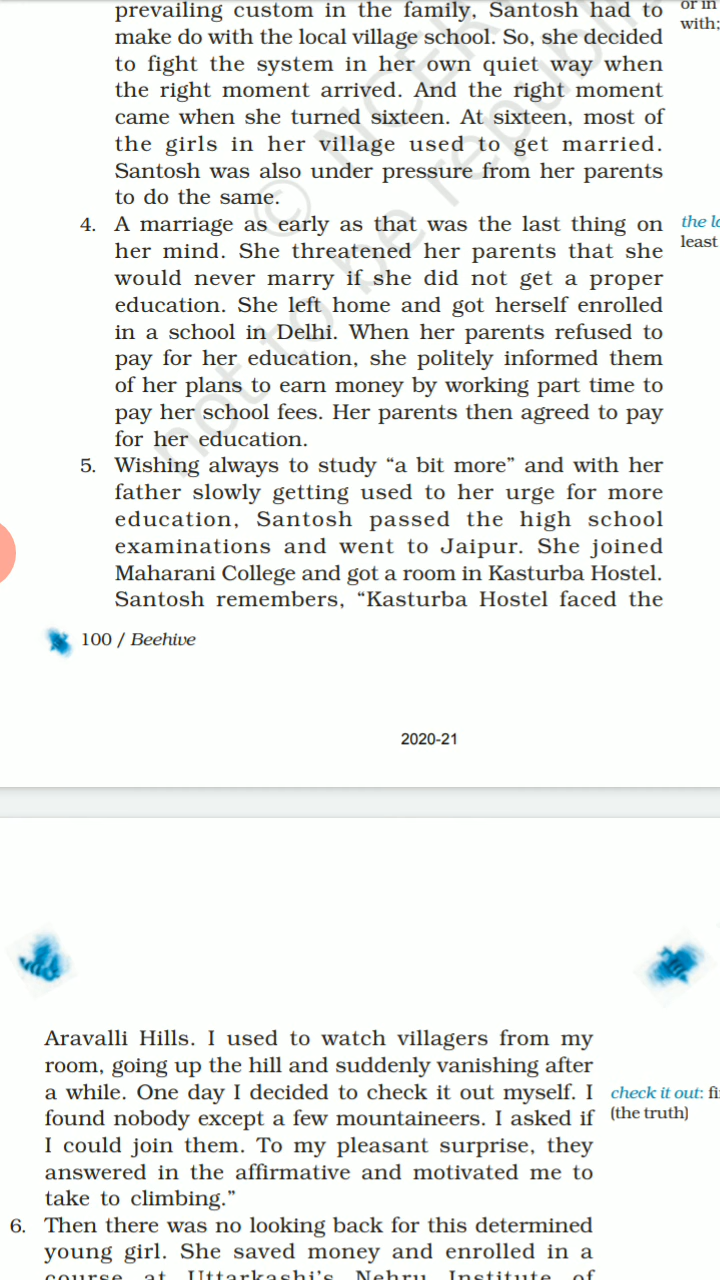 prevailing custom in the family, Santosh had to
make do with the local village school. So, she decided
to fight the system in her own quiet way when
the right moment arrived. And the right moment
came when she turned sixteen. At sixteen, most of
the girls in her village used to get married.
Santosh was also under pressure from her parents
to do the same.
or in
with;
4. A marriage as early as that was the last thing on
her mind. She threatened her parents that she
would never marry if she did not get a proper
education. She left home and got herself enrolled
in a school in Delhi. When her parents refused to
pay for her education, she politely informed them
of her plans to earn money by working part time to
pay her school fees. Her parents then agreed to pay
for her education.
the
least
5. Wishing always to study “a bit more” and with her
father slowly getting used to her urge for more
education, Santosh passed the high school
examinations and went to Jaipur. She joined
Maharani College and got a room in Kasturba Hostel.
Santosh remembers, “Kasturba Hostel faced the
© NCER
not to be republi
100 / Beehive
2020-21
Aravalli Hills. I used to watch villagers from my
room, going up the hill and suddenly vanishing after
a while. One day I decided to check it out myself. I
found nobody except a few mountaineers. I asked if
I could join them. To my pleasant surprise, they
answered in the affirmative and motivated me to
take to climbing.”
check it out: fi
(the truth)
6. Then there was no looking back for this determined
young girl. She saved money and enrolled in a
course at Uttarkashi’s Nehru Institute of